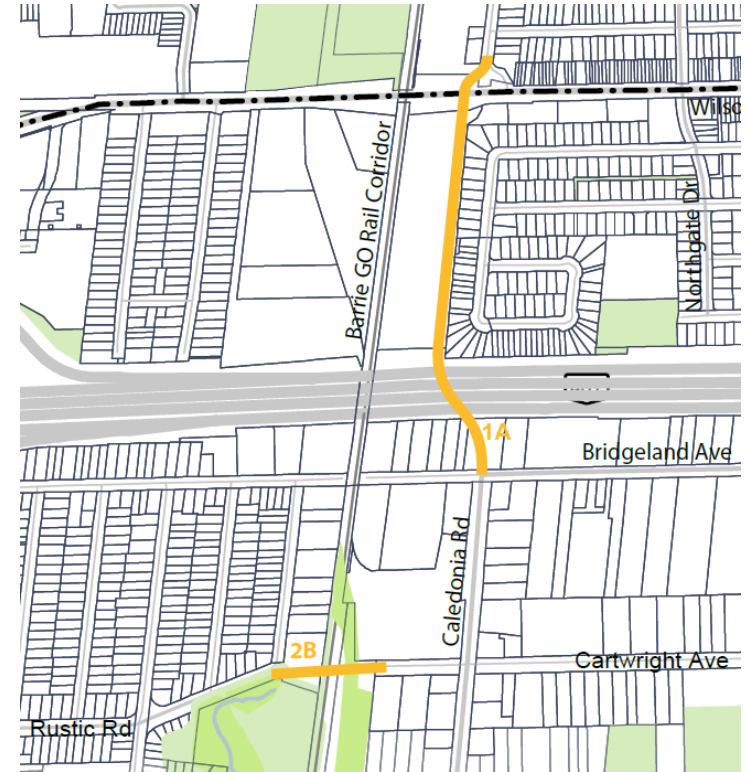 Wilso
Barrie GO Rail Corridor
Northgate Dr
1A
Bridgeland Ave
Caledonia Rd
2B
Cartwright Ave
Rustic Rd